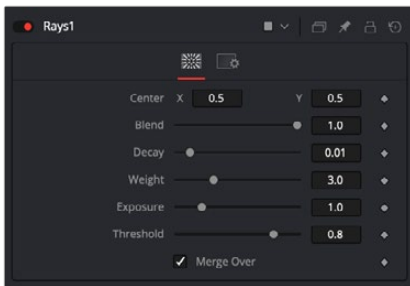 Rays1
Center X 0.5 Y 0.5
Blend 1.0
Decay 0.01
Weight 3.0
Exposure 1.0
Threshold 0.8
Merge Over